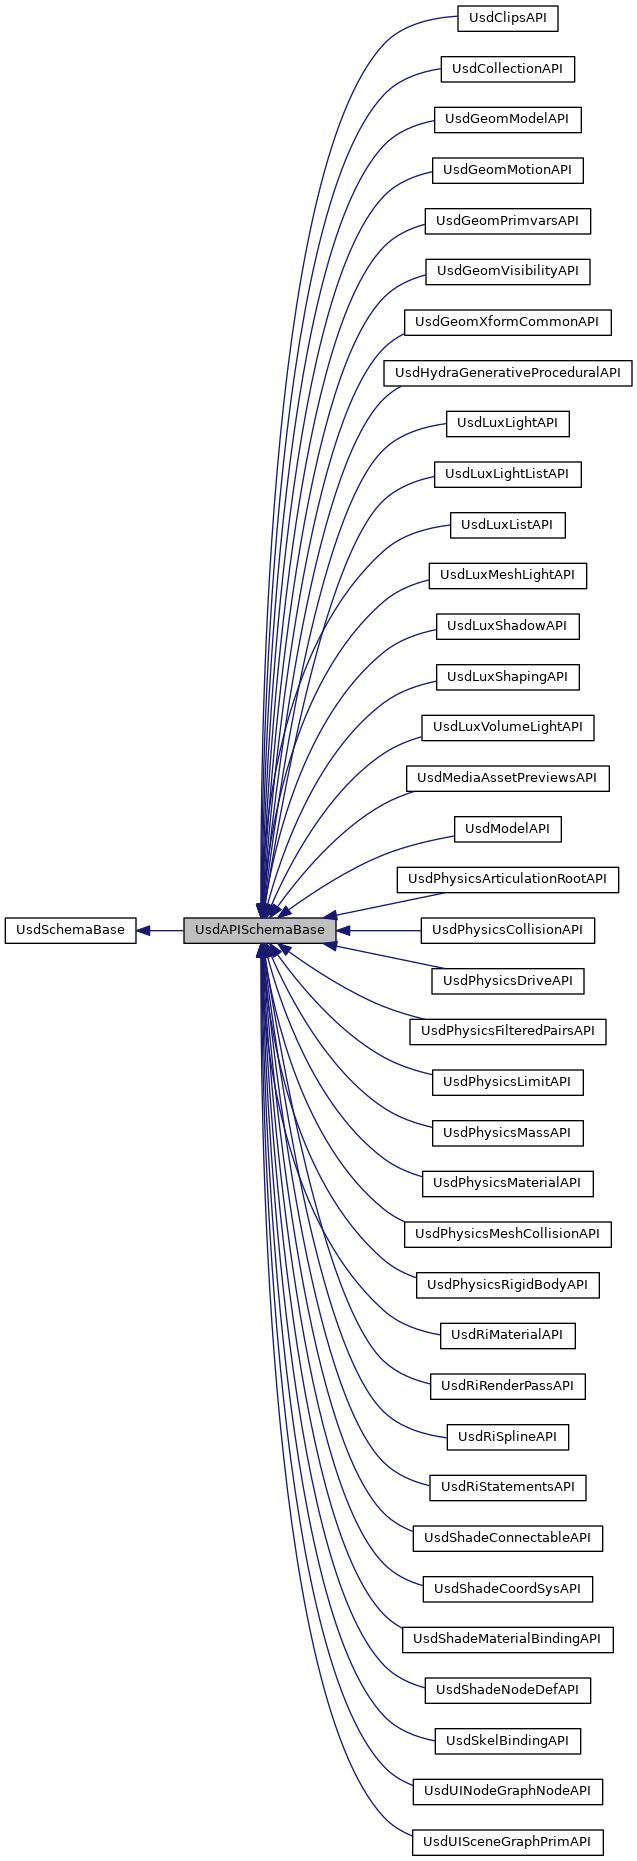 UsdClipsAPI
UsdCollectionAPI
UsdGeomModelAPI
UsdGeomMotionAPI
UsdGeomPrimvarsAPI
UsdGeomVisibilityAPI
UsdGeomXformCommonAPI
UsdHydraGenerativeProceduralAPI
UsdLuxLightAPI
UsdLuxLightListAPI
UsdLuxListAPI
UsdLuxMeshLightAPI
UsdLuxShadowAPI
UsdLuxShapingAPI
UsdLuxVolumeLightAPI
UsdMediaAssetPreviewsAPI
UsdModelAPI
UsdPhysicsArticulationRootAPI
UsdSchemaBase
UsdAPISchemaBase
UsdPhysicsCollisionAPI
UsdPhysicsDriveAPI
UsdPhysicsFilteredPairsAPI
UsdPhysicsLimitAPI
UsdPhysicsMassAPI
UsdPhysicsMaterialAPI
UsdPhysicsMeshCollisionAPI
UsdPhysicsRigidBodyAPI
UsdRiMaterialAPI
UsdRiRenderPassAPI
UsdRiSplineAPI
UsdRiStatementsAPI
UsdShadeConnectableAPI
UsdShadeCoordSysAPI
UsdShadeMaterialBindingAPI
UsdShadeNodeDefAPI
UsdSkelBindingAPI
UsdUINodeGraphNodeAPI
UsdUISceneGraphPrimAPI